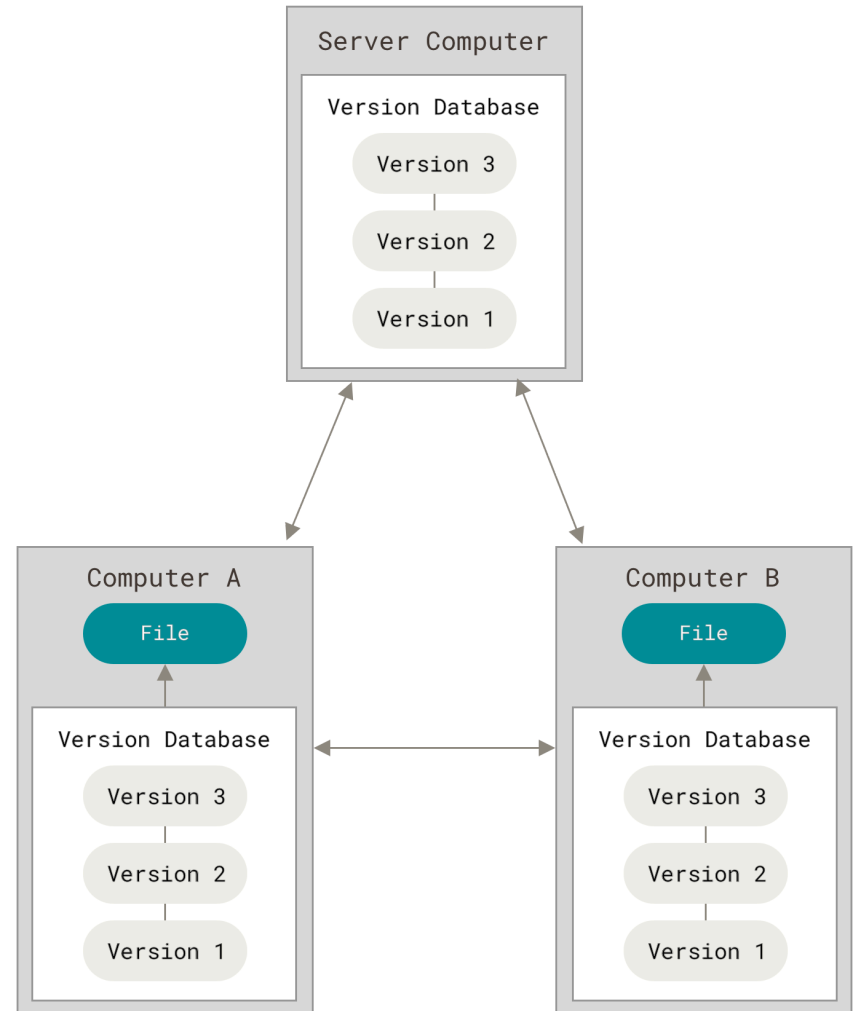 Server Computer
Version Database
Version 3
Version 2
Version 1
Computer A
File
Version Database
Version 3
Version 2
Version 1
Computer B
File
Version Database
Version 3
Version 2
Version 1